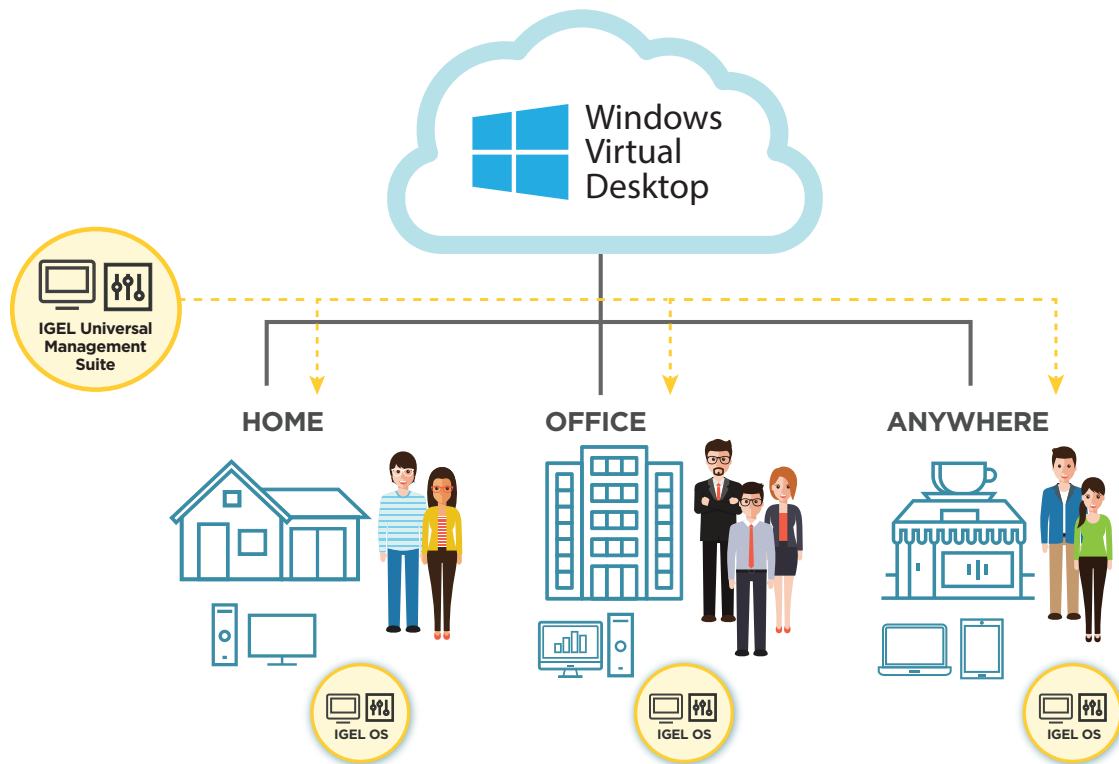 Windows
Virtual
Desktop
IGEL Universal
Management
Suite
HOME
OFFICE
ANYWHERE
IGEL OS
IGEL OS
IGEL OS